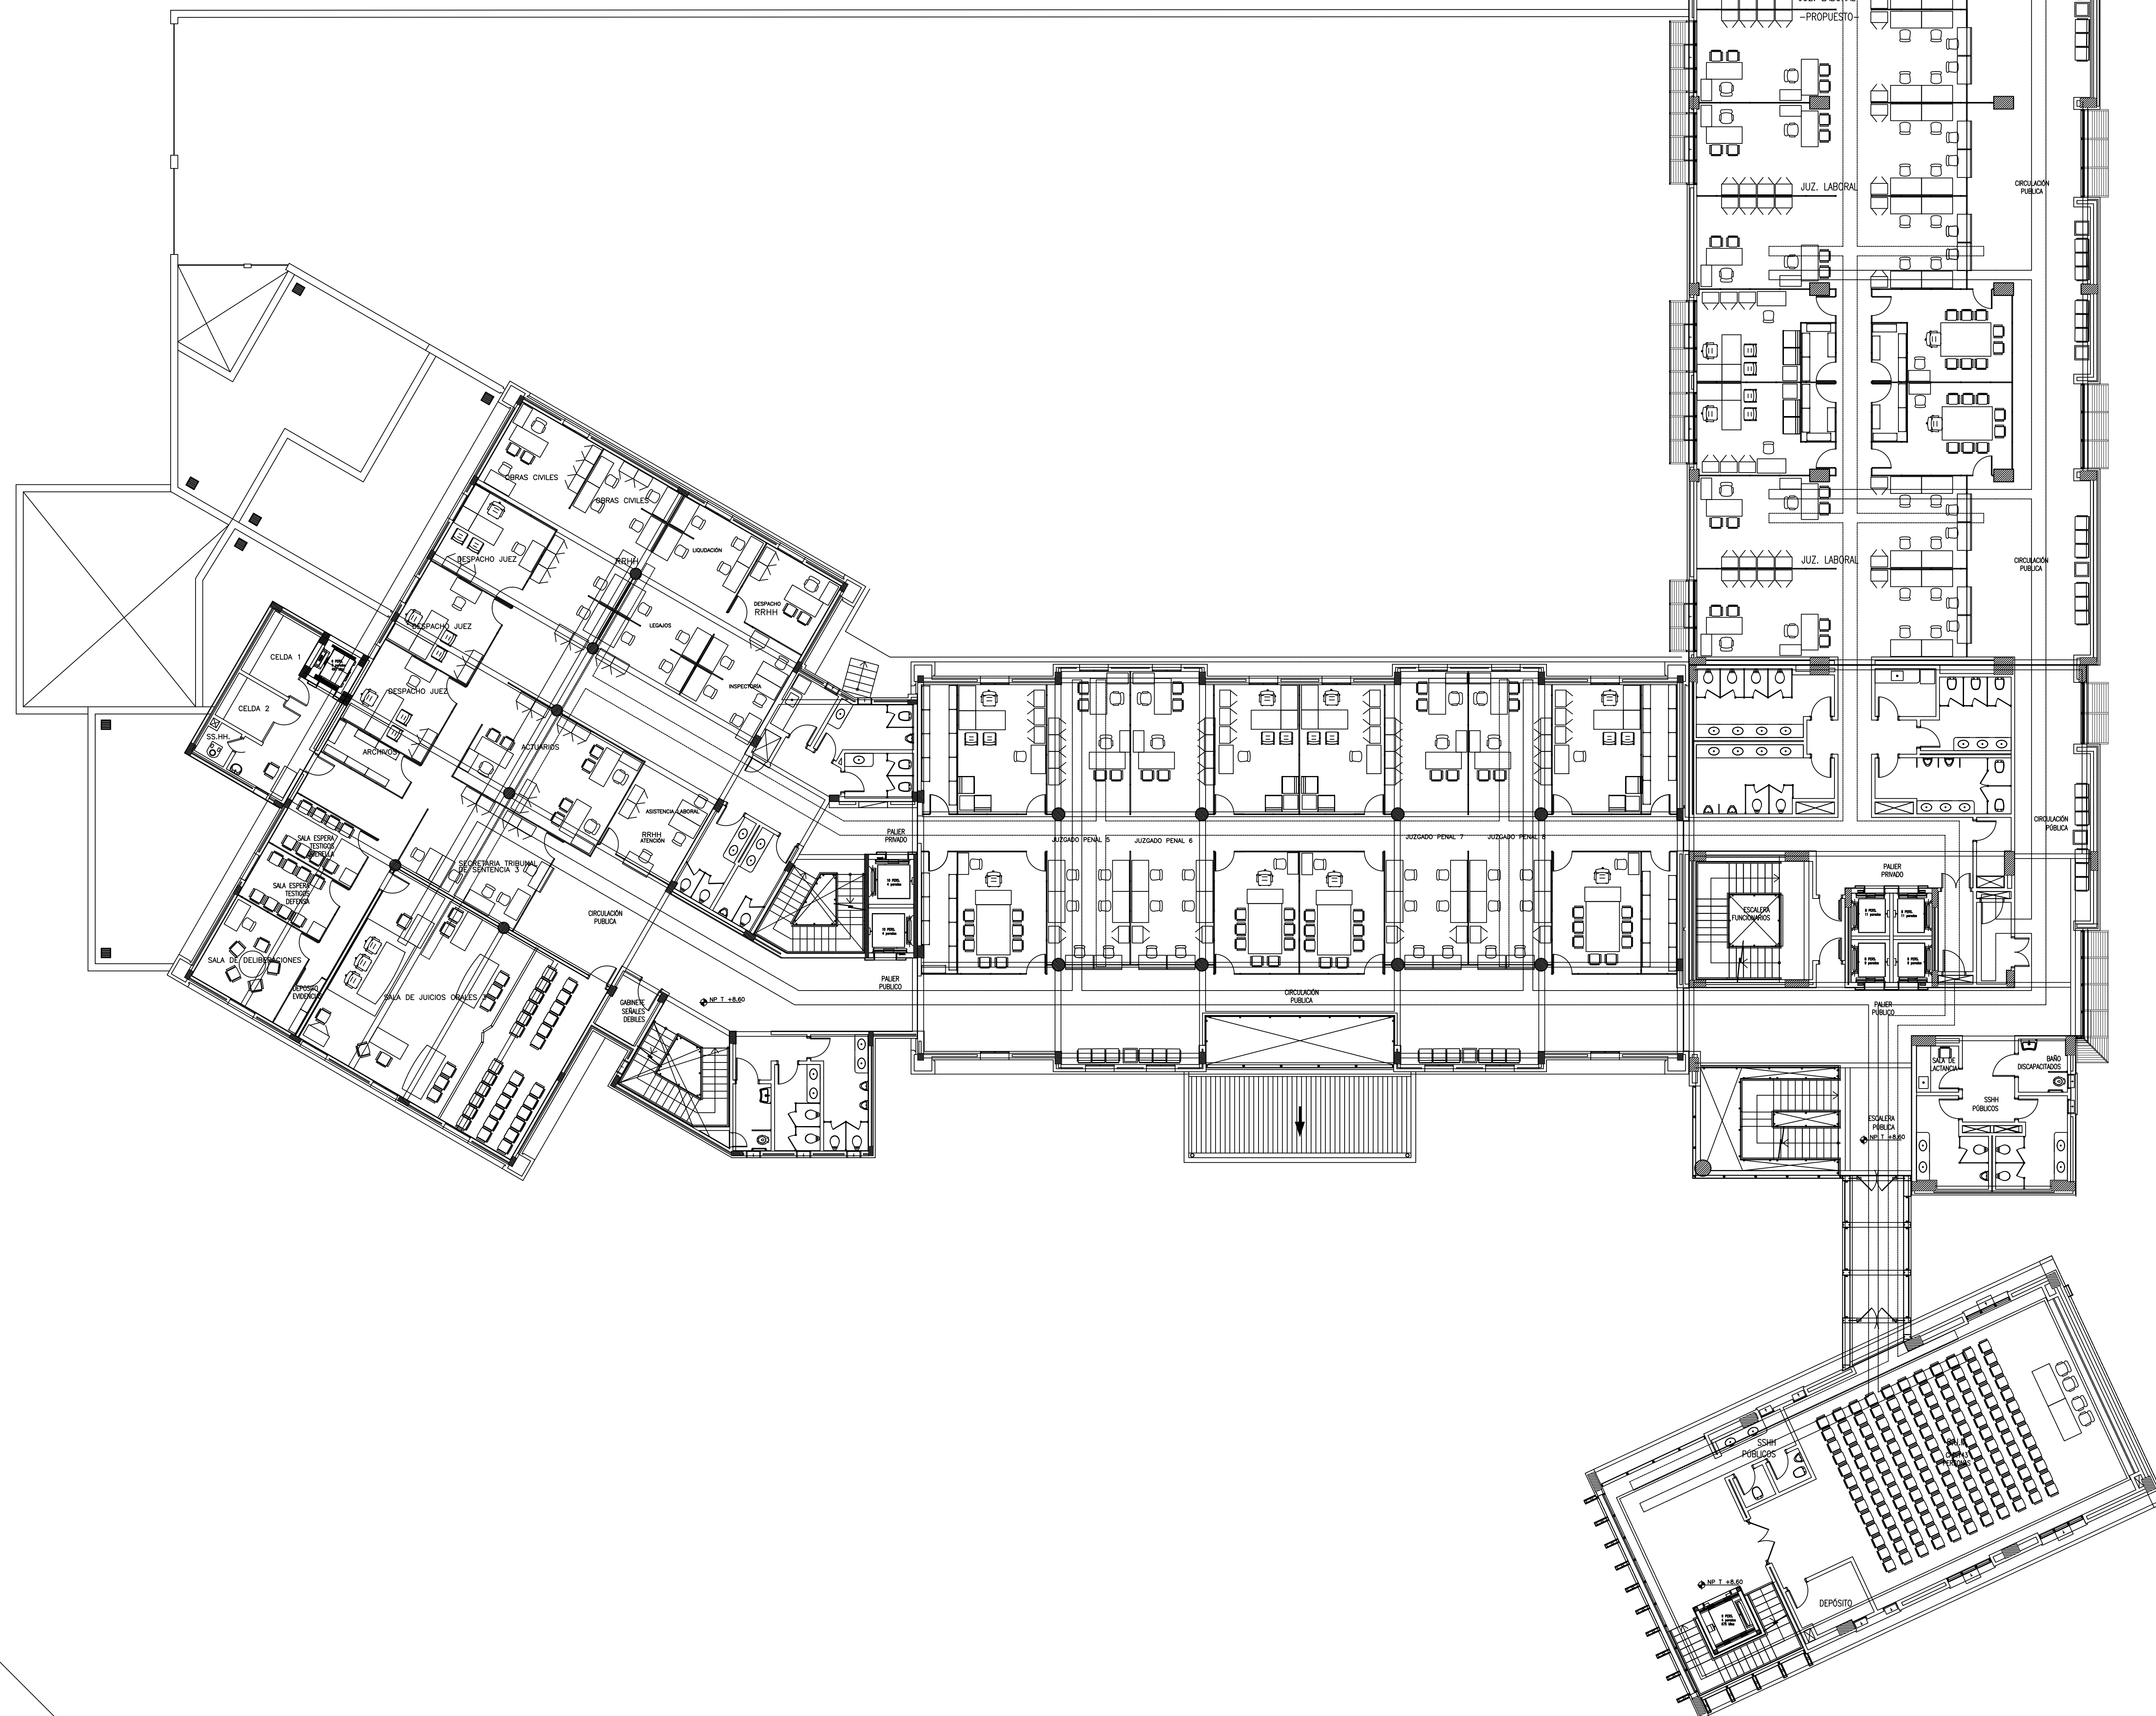 -PROPUESTO-
JUZ. LABORAL
CIRCULACIÓN
PUBLICA
OBRAS CIVILES
OBRAS CIVILES
LIQUIDACIÓN
DESPACHO JUEZ
RRHH
JUZ. LABORAL
CIRCULACIÓN
PUBLICA
DESPACHO
RRHH
DESPACHO JUEZ
LEGAJOS
CELDA 1
DESPACHO JUEZ
INSPECTORÍA
CELDA 2
SS.HH.
ARCHIVOS
ACTUARIOS
ASISTENCIA LABORAL
RRHH
ATENCIÓN
PALIER
PRIVADO
JUZGADO PENAL 5
JUZGADO PENAL 6
JUZGADO PENAL 7
JUZGADO PENAL 8
CIRCULACIÓN
PÚBLICA
SALA ESPERA
TESTIGOS
SECRETARIA TRIBUNAL
DE SENTENCIA 3
PALIER
PRIVADO
SALA ESPERA
TESTIGOS
DEFENSA
CIRCULACIÓN
PUBLICA
ESCALERA
FUNCIONARIOS
SALA DE DELIBERACIONES
DEPÓSITO
EVIDENCIAS
SALA DE JUICIOS ORALES
PALIER
PUBLICO
GABINETE
SEÑALES
DEBILES
NP T +8,60
CIRCULACIÓN
PUBLICA
PALIER
PÚBLICO
SALA DE
LACTANCIA
BAÑO
DISCAPACITADOS
SSHH
PÚBLICOS
ESCALERA
PÚBLICA
NP T +8,60
SSHH
PÚBLICOS
PERSONAS
NP T +8,60
DEPÓSITO